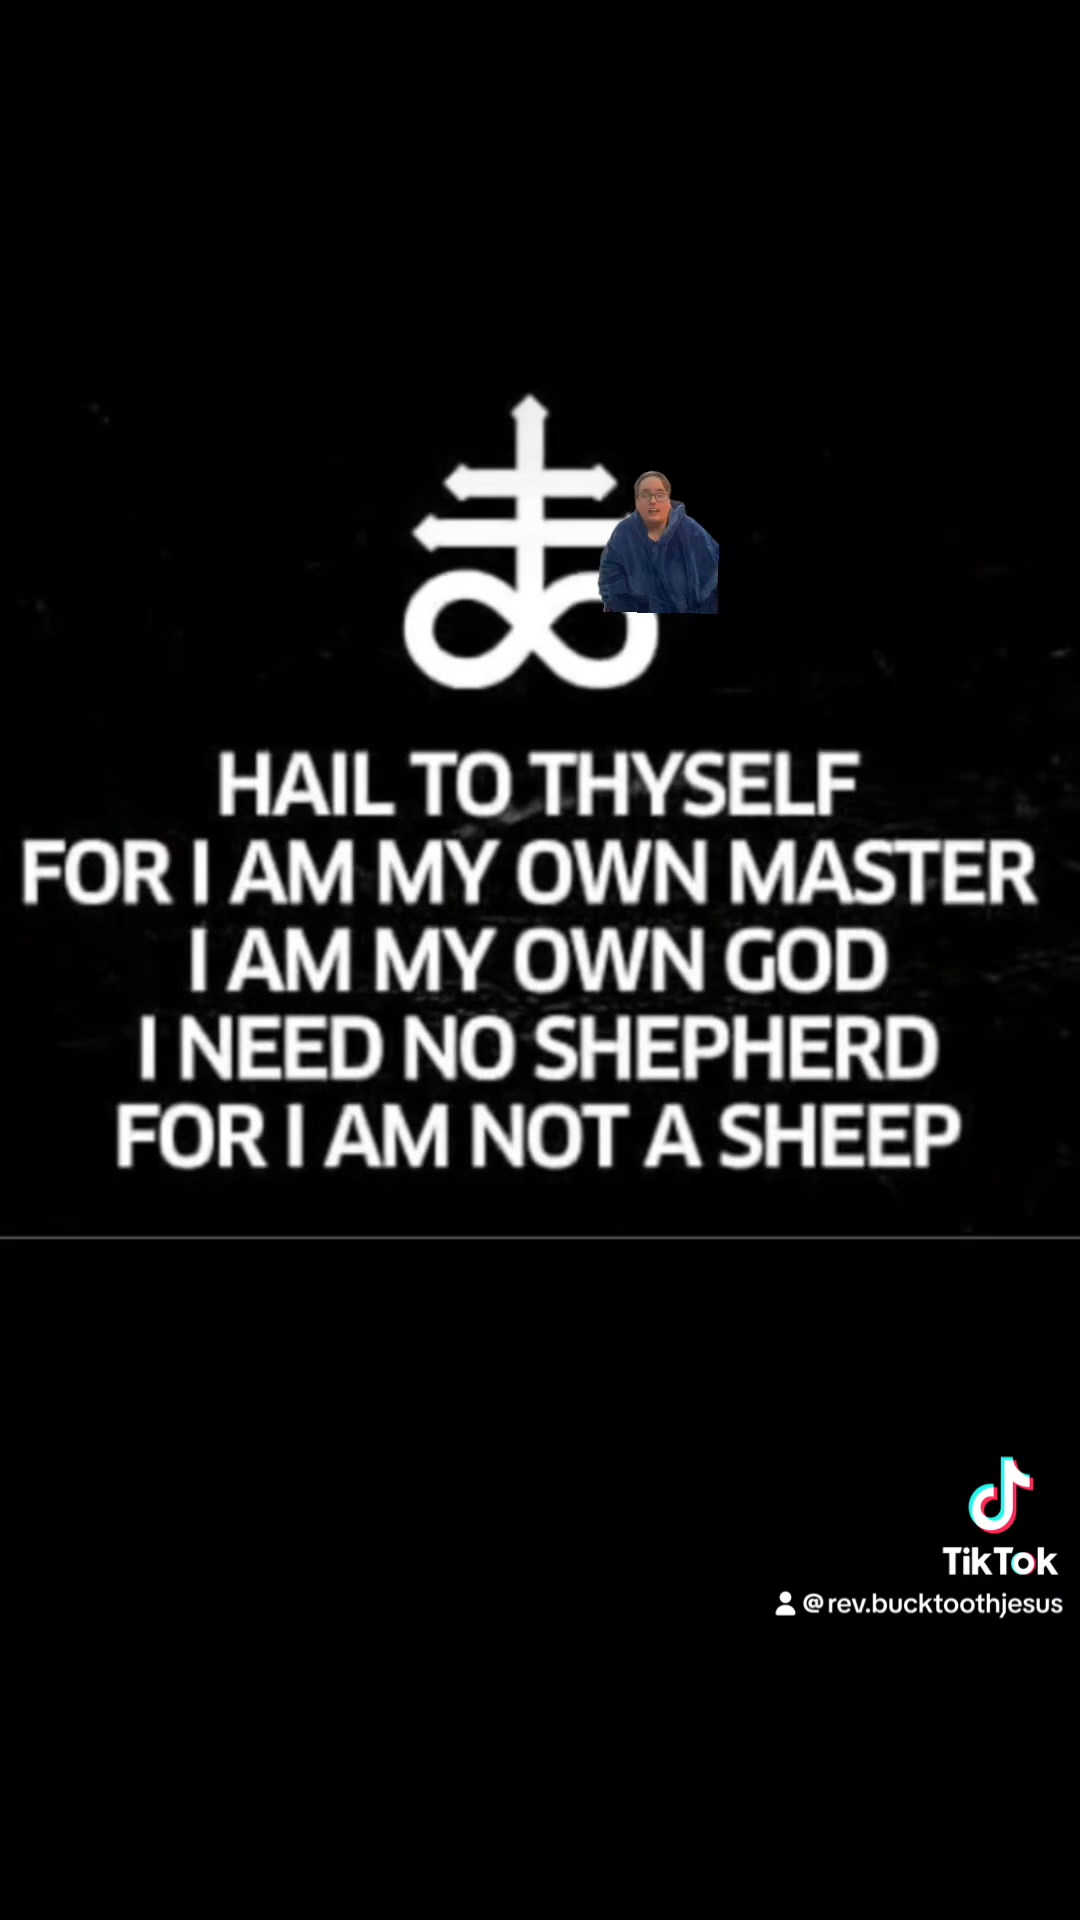 HAIL TO THYSELF
FOR I AM MY OWN MASTER
I AM MY OWN GOD
I NEED NO SHEPHERD
FOR I AM NOT A SHEEP
TikTok
@rev.bucktoothjesus